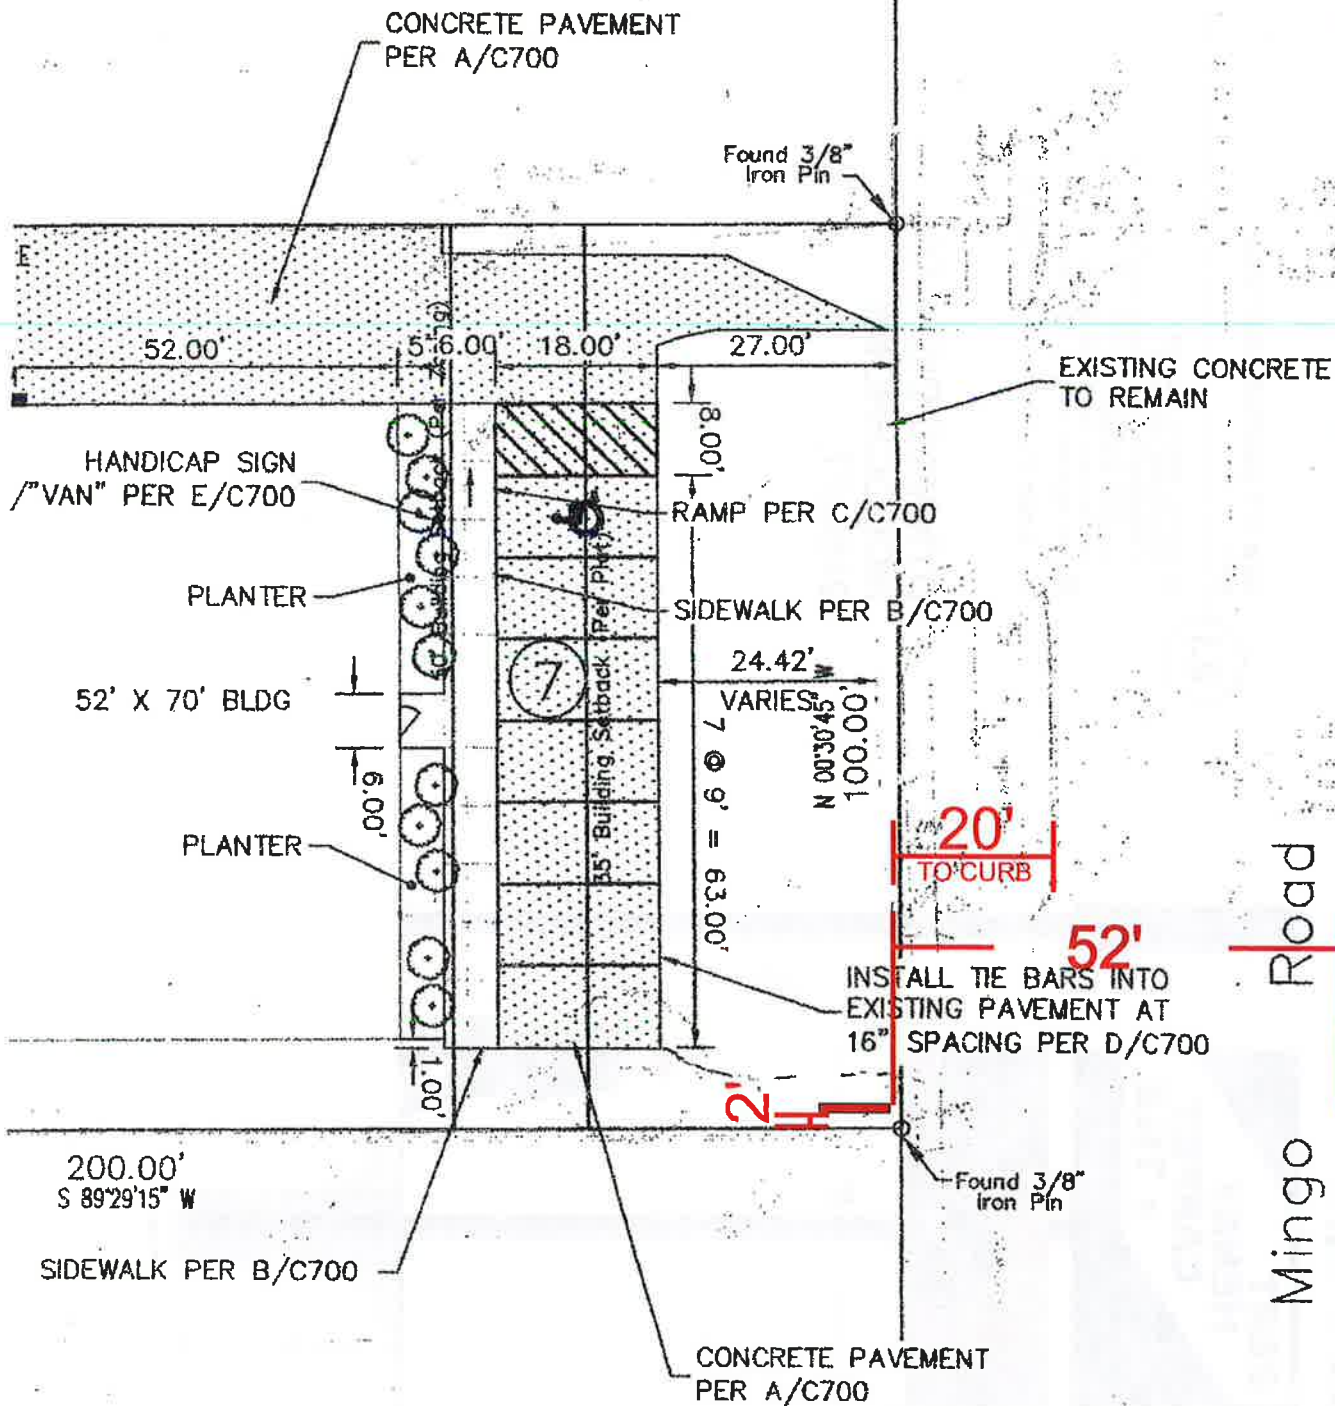 CONCRETE PAVEMENT
PER A/C700
Found 3/8"
Iron Pin
E
52.00'
5'
6.00'
18.00'
27.00'
EXISTING CONCRETE
TO REMAIN
8.00'
HANDICAP SIGN
/"VAN" PER E/C700
RAMP PER C/C700
PLANTER
SIDEWALK PER B/C700
24.42'
VARIES
7
52' X 70' BLDG
35' Building Setback (Per Plat)
7 @ 9' = 63.00'
N 00°30'45" W
100.00'
6.00'
PLANTER
20'
TO CURB
52'
INSTALL TIE BARS INTO
EXISTING PAVEMENT AT
16" SPACING PER D/C700
Mingo Road
1.00'
2'
200.00'
S 89°29'15" W
Found 3/8"
Iron Pin
SIDEWALK PER B/C700
CONCRETE PAVEMENT
PER A/C700